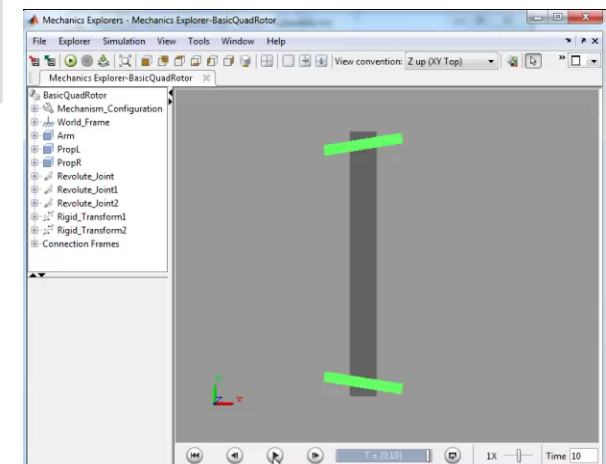 Mechanics Explorers - Mechanics Explorer-BasicQuadRotor
File Explorer Simulation View Tools Window Help
View convention: Z up (XY Top)
Mechanics Explorer-BasicQuadRotor
BasicQuadRotor
Mechanism_Configuration
World_Frame
Arm
PropL
PropR
Revolute_Joint
Revolute_Joint1
Revolute_Joint2
Rigid_Transform1
Rigid_Transform2
Connection Frames
Y
Z x
T = [0,10]
1X
Time 10